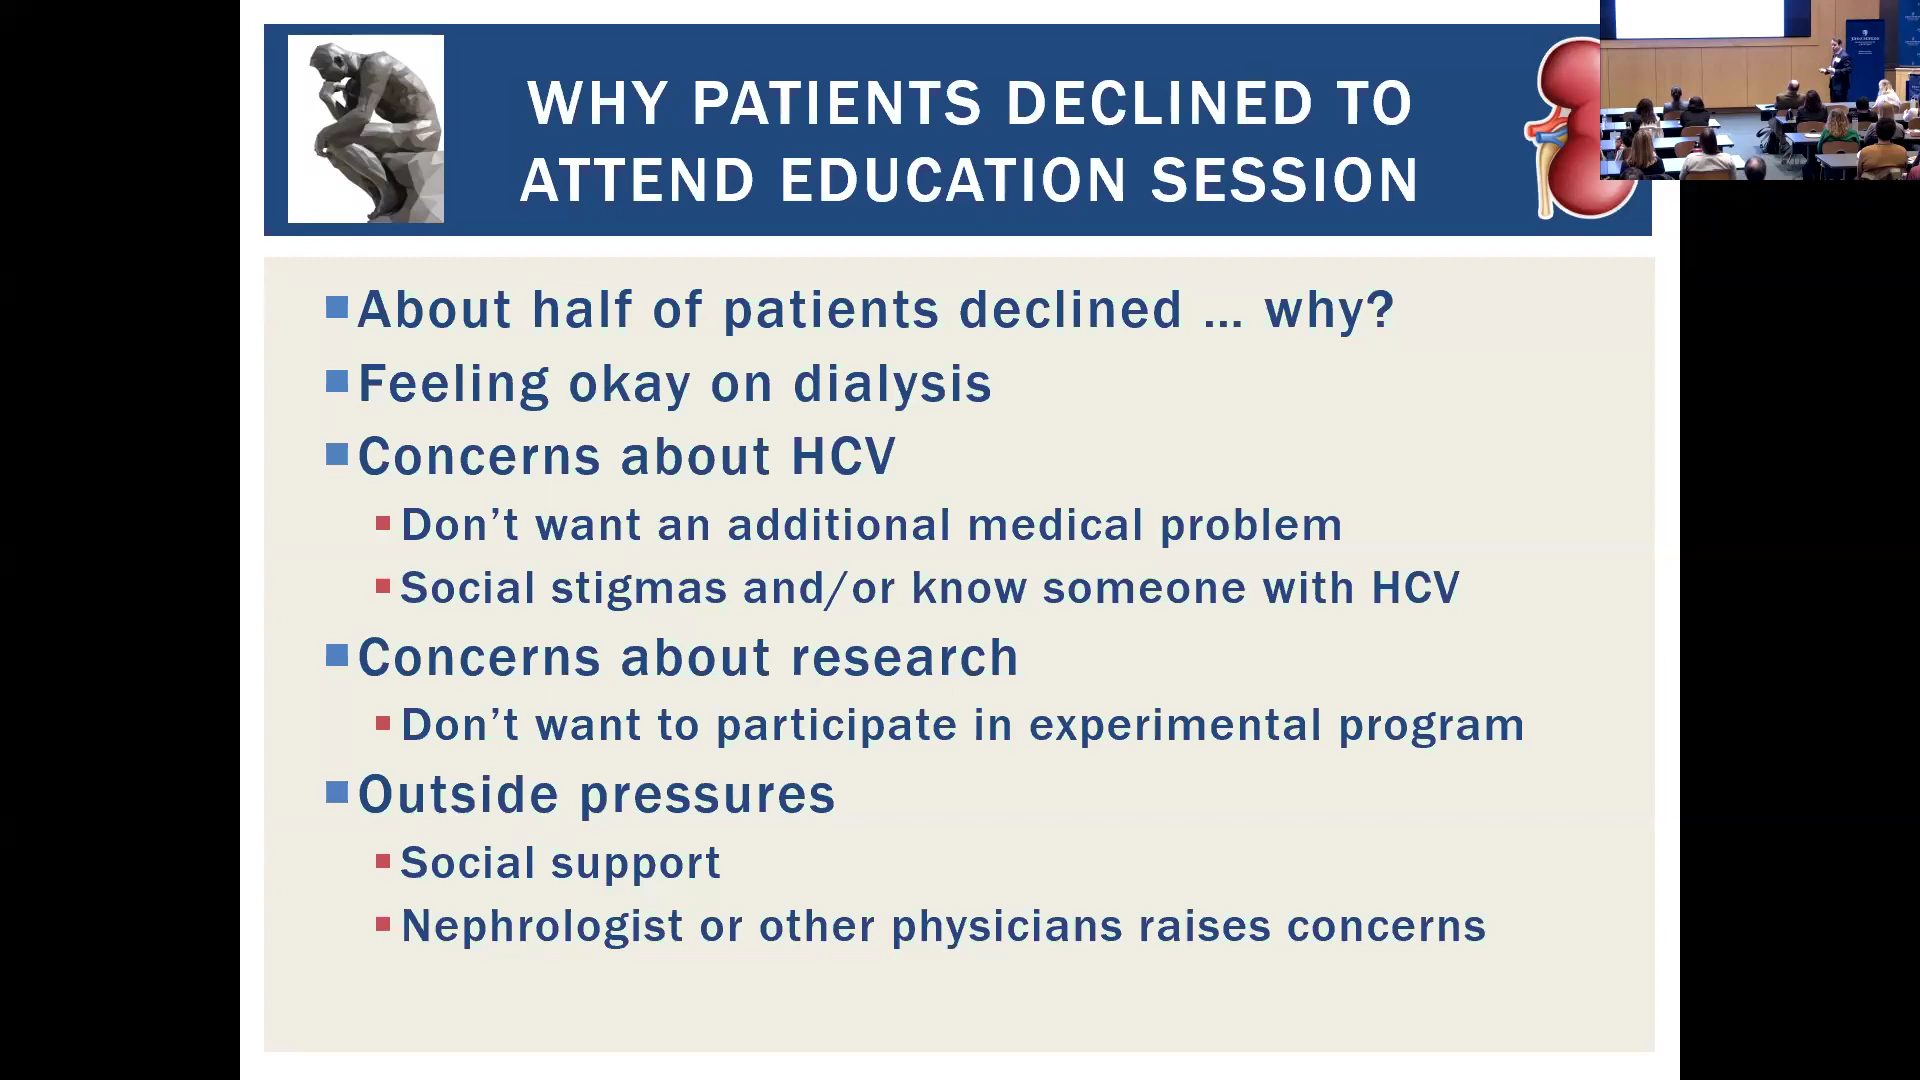 WHY PATIENTS DECLINED TO
ATTEND EDUCATION SESSION
About half of patients declined ... why?
Feeling okay on dialysis
Concerns about HCV
Don't want an additional medical problem
Social stigmas and/or know someone with HCV
Concerns about research
Don't want to participate in experimental program
Outside pressures
Social support
Nephrologist or other physicians raises concerns